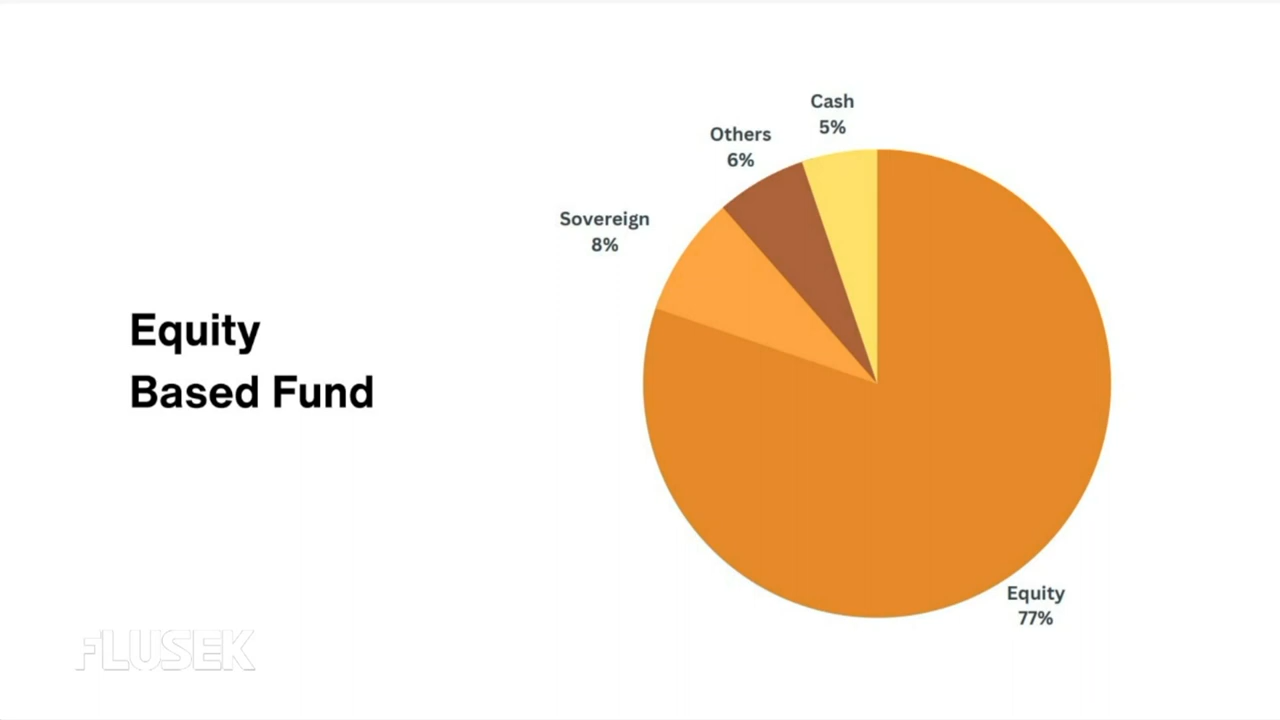 Equity
Based Fund
Cash
5%
Others
6%
Sovereign
8%
Equity
77%
FLUSEK